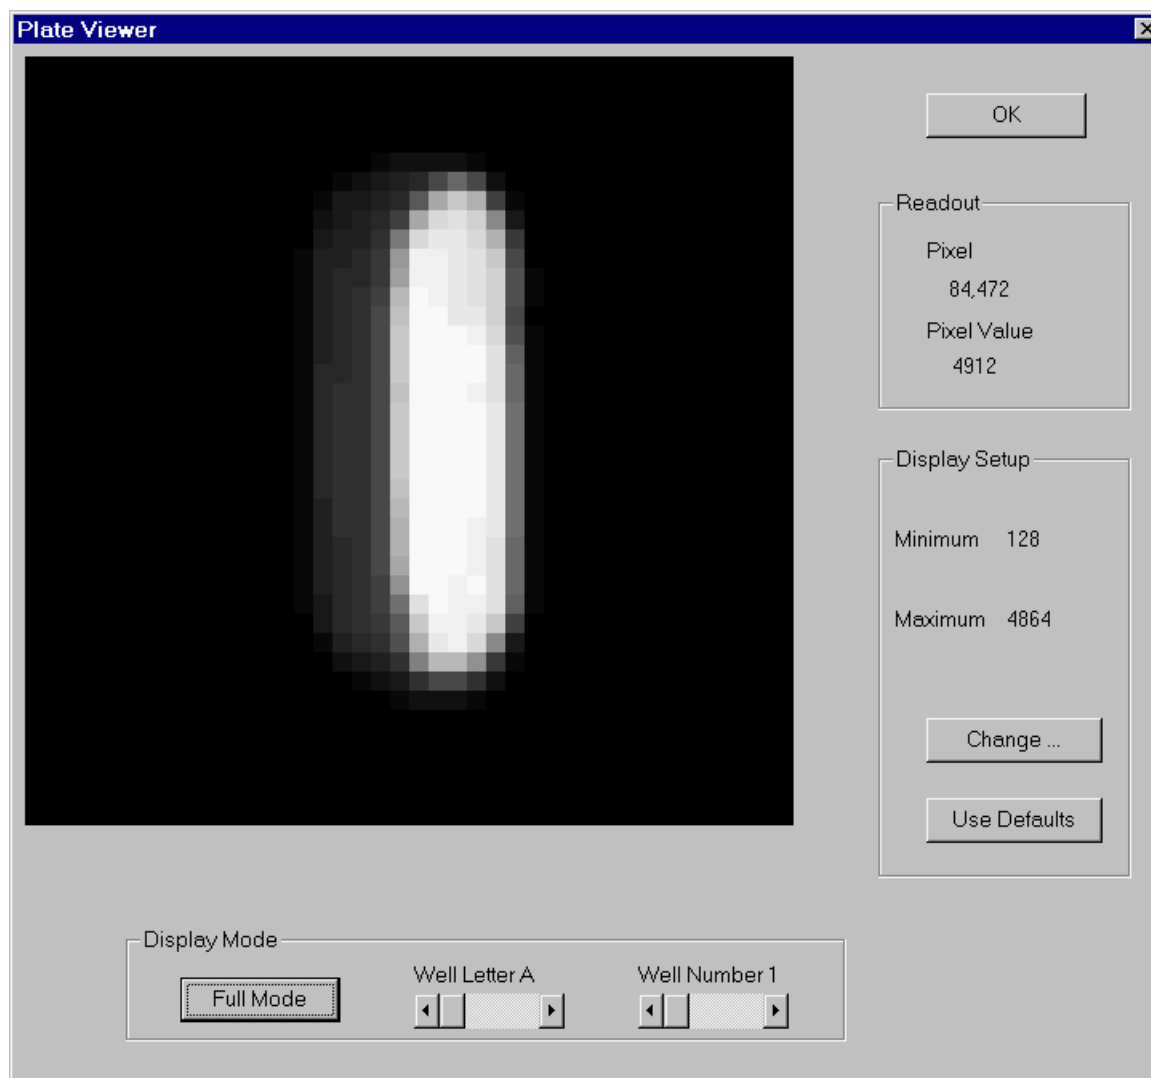 Plate Viewer
OK
Readout
Pixel
84,472
Pixel Value
4912
Display Setup
Minimum 128
Maximum 4864
Change ...
Use Defaults
Display Mode
Full Mode
Well Letter A
Well Number 1